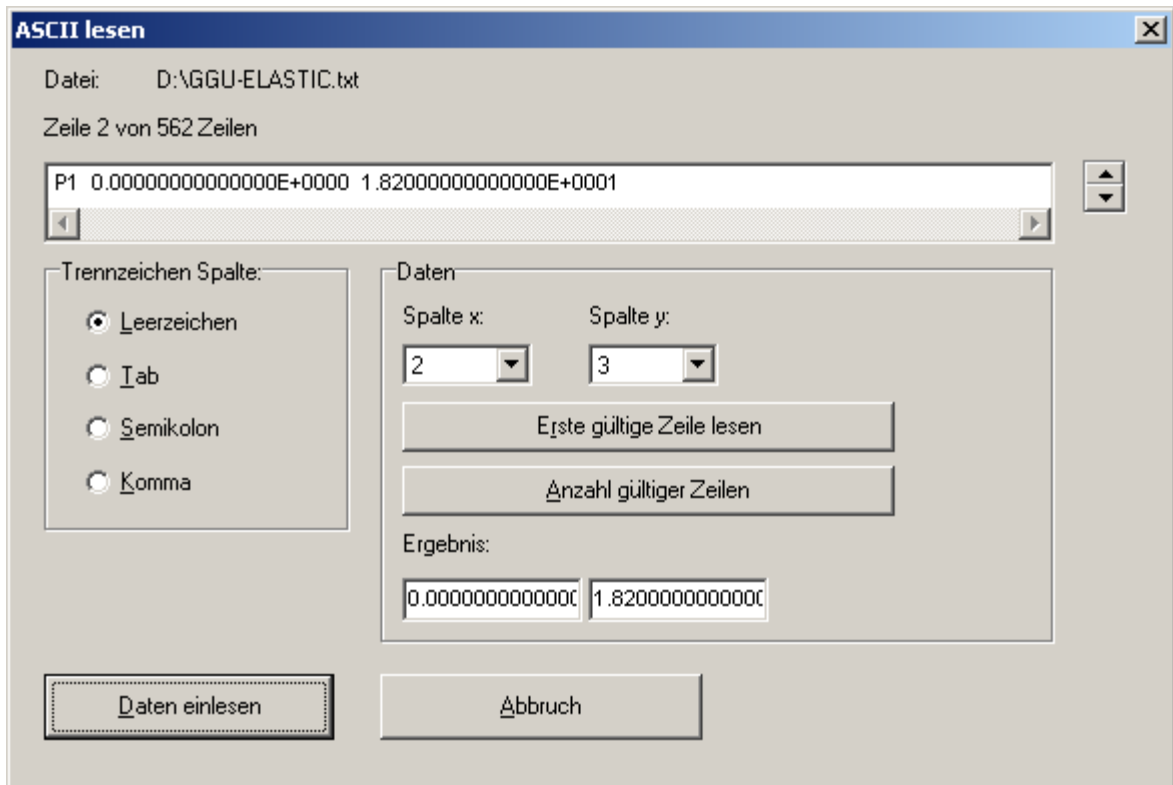 ASCII lesen
Datei: D:\GGU-ELASTIC.txt
Zeile 2 von 562 Zeilen
P1 0.00000000000000E+0000 1.82000000000000E+0001
Trennzeichen Spalte:
Leerzeichen
Tab
Semikolon
Komma
Daten
Spalte x: Spalte y:
2 3
Erste gültige Zeile lesen
Anzahl gültiger Zeilen
Ergebnis:
0.0000000000000 1.8200000000000
Daten einlesen Abbruch